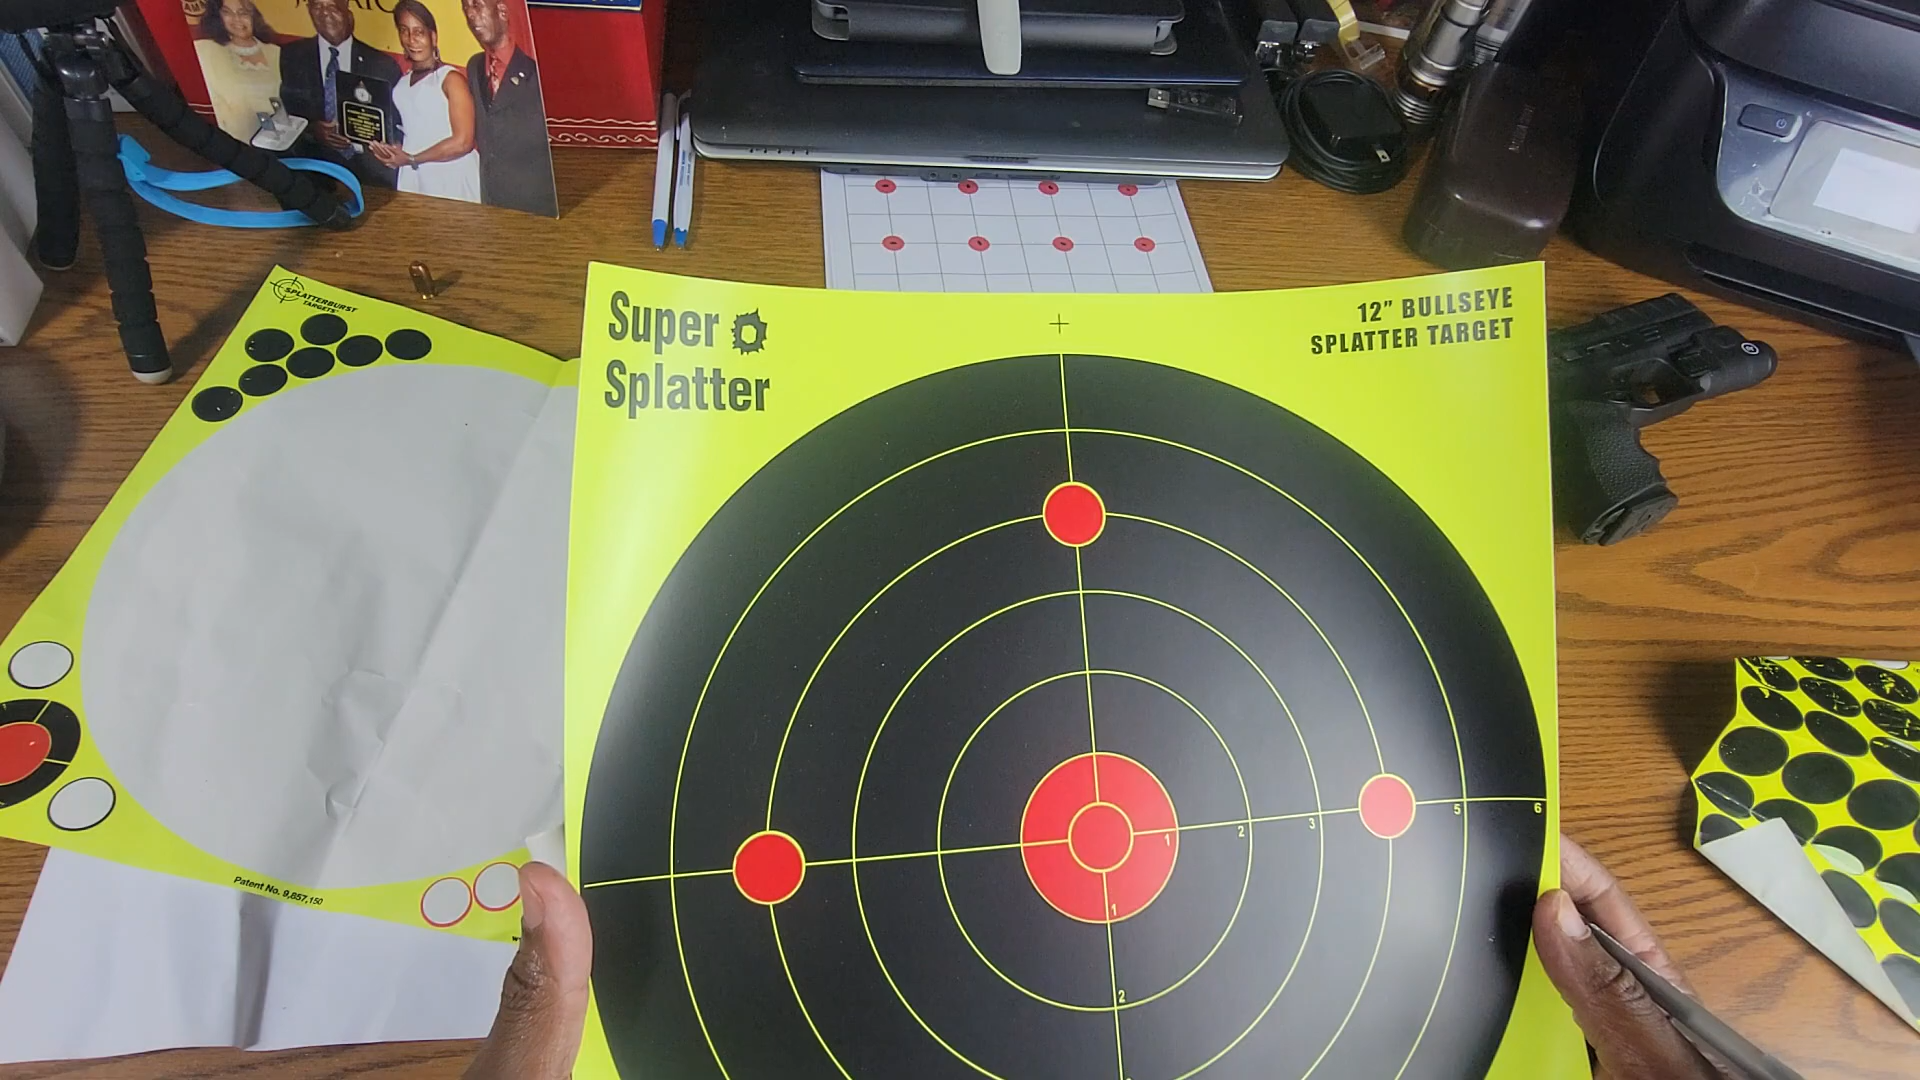 SPLATTERBURST
TARGETS
Super
Splatter
12” BULLSEYE
SPLATTER TARGET
1
2
3
5
6
1
2
Patent No. 9,857,150